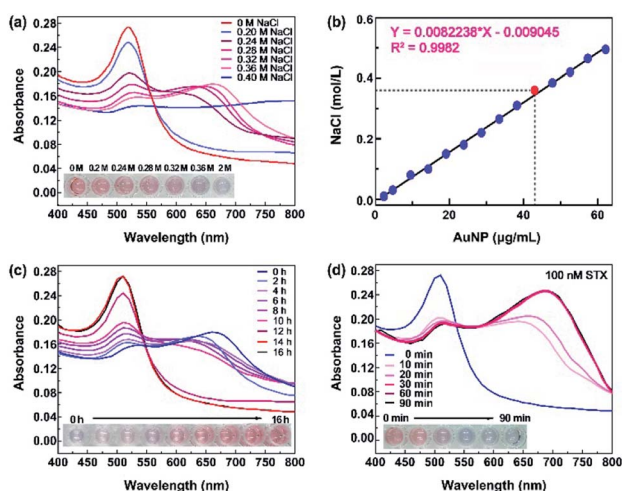 (a)
0 M NaCl
0.20 M NaCl
0.24 M NaCl
0.28 M NaCl
0.32 M NaCl
0.36 M NaCl
0.40 M NaCl
0.28
0.24
0.20
0.16
0.12
0.08
0.04
0.00
Absorbance
0 M 0.2 M 0.24 M 0.28 M 0.32 M 0.36 M 2 M
400 450 500 550 600 650 700 750 800
Wavelength (nm)
(b)
Y = 0.0082238*X - 0.009045
R² = 0.9982
0.6
0.4
0.2
0.0
NaCl (mol/L)
0 20 40 60
AuNP (µg/mL)
(c)
0 h
2 h
4 h
6 h
8 h
10 h
12 h
14 h
16 h
0.28
0.24
0.20
0.16
0.12
0.08
0.04
0.00
Absorbance
0 h 16 h
400 450 500 550 600 650 700 750 800
Wavelength (nm)
(d)
100 nM STX
0 min
10 min
20 min
30 min
60 min
90 min
0.28
0.24
0.20
0.16
0.12
0.08
0.04
0.00
Absorbance
0 min 90 min
400 450 500 550 600 650 700 750 800
Wavelength (nm)